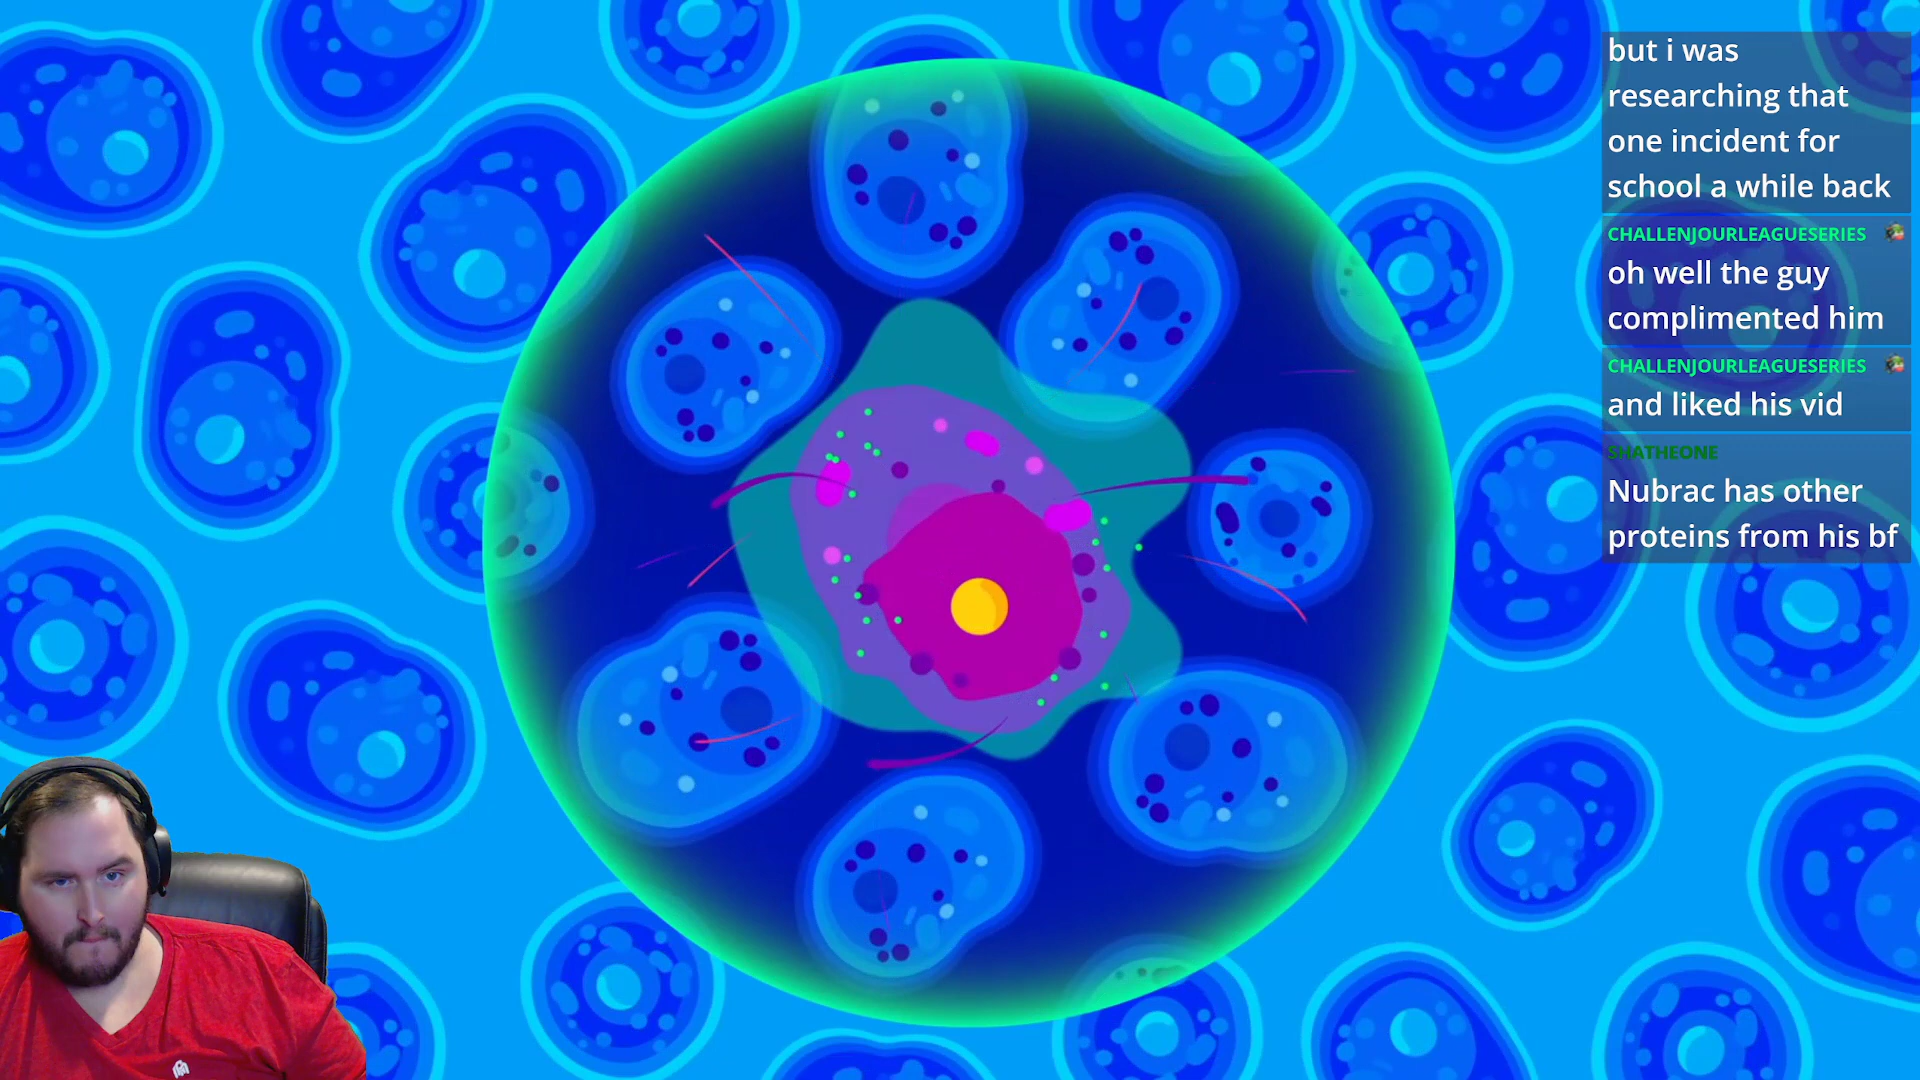 but i was
researching that
one incident for
school a while back
CHALLENJOURLEAGUESERIES
oh well the guy
complimented him
CHALLENJOURLEAGUESERIES
and liked his vid
SHATHEONE
Nubrac has other
proteins from his bf